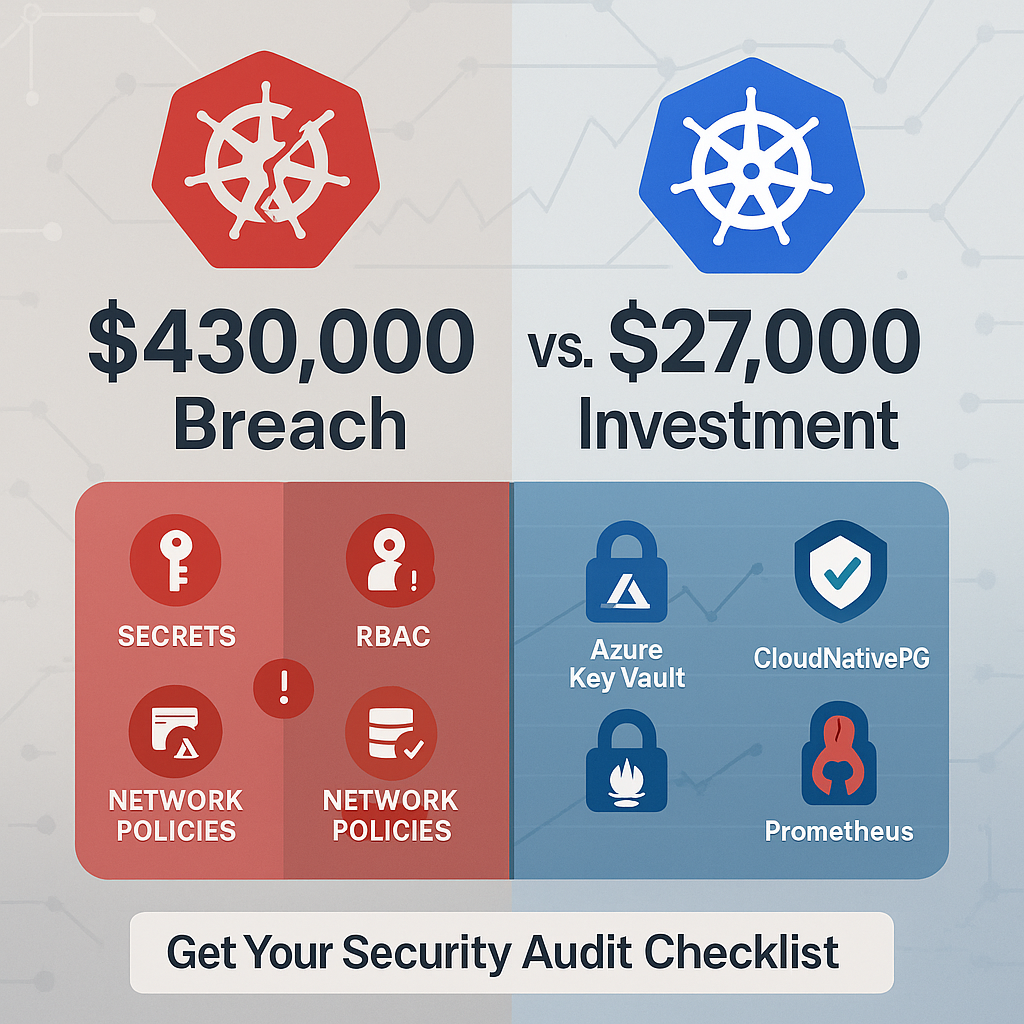 $430,000 vs. $27,000
Breach
Investment
SECRETS
RBAC
!
!
NETWORK
POLICIES
NETWORK
POLICIES
Azure
Key Vault
CloudNativePG
Prometheus
Get Your Security Audit Checklist